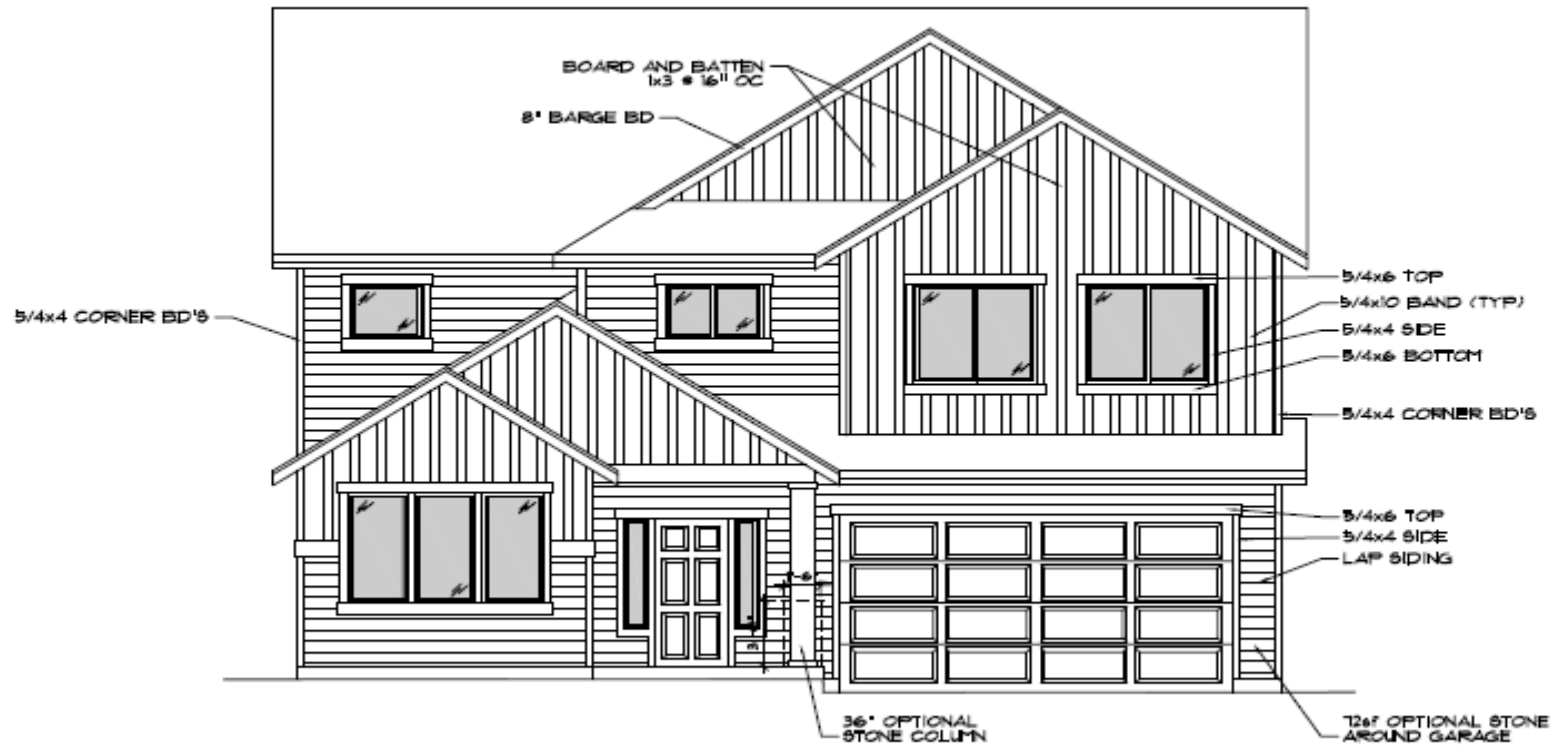 BOARD AND BATTEN
1x3 @ 16" OC
8" BARGE BD
5/4x4 CORNER BD'S
5/4x6 TOP
5/4x10 BAND (TYP)
5/4x4 SIDE
5/4x6 BOTTOM
5/4x4 CORNER BD'S
5/4x6 TOP
5/4x4 SIDE
LAP SIDING
36" OPTIONAL
STONE COLUMN
72sf OPTIONAL STONE
AROUND GARAGE